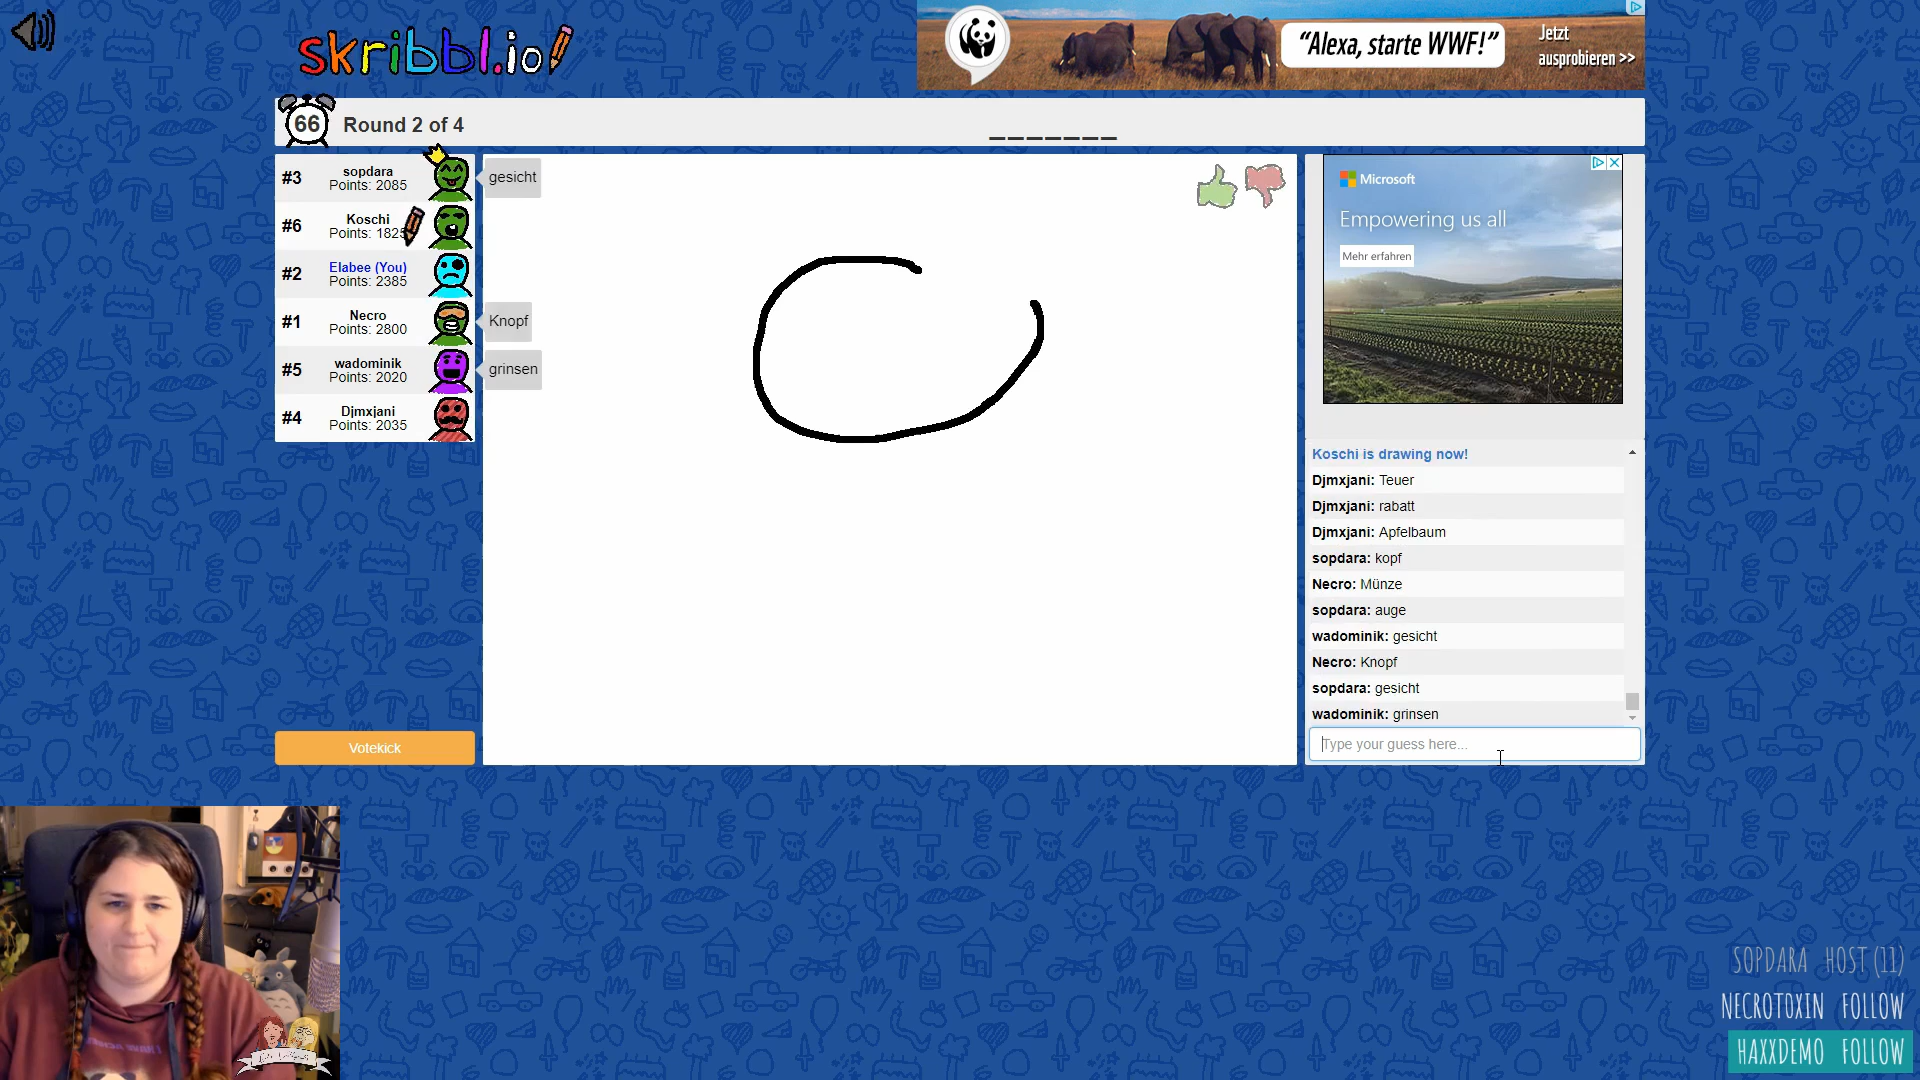 skribbl.io
"Alexa, starte WWF!"
Jetzt
ausprobieren >>
66
Round 2 of 4
_______
#3
sopdara
Points: 2085
gesicht
#6
Koschi
Points: 1825
#2
Elabee (You)
Points: 2385
#1
Necro
Points: 2800
Knopf
#5
wadominik
Points: 2020
grinsen
#4
Djmxjani
Points: 2035
Votekick
Microsoft
Empowering us all
Mehr erfahren
Koschi is drawing now!
Djmxjani: Teuer
Djmxjani: rabatt
Djmxjani: Apfelbaum
sopdara: kopf
Necro: Münze
sopdara: auge
wadominik: gesicht
Necro: Knopf
sopdara: gesicht
wadominik: grinsen
Type your guess here...
SOPDARA HOST (11)
NECROTOXIN FOLLOW
HAXXDEMO FOLLOW